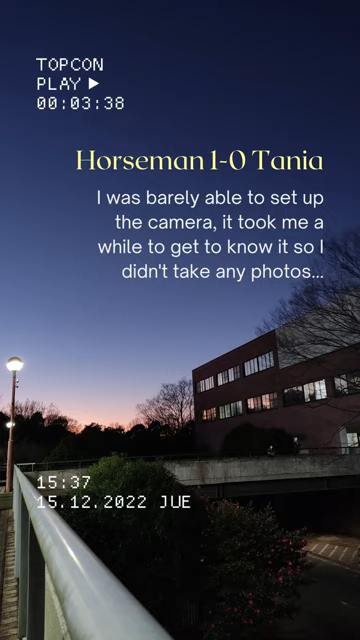 TOPCON
PLAY ▶
00:03:38
Horseman 1-0 Tania
I was barely able to set up
the camera, it took me a
while to get to know it so I
didn't take any photos...
15:37
15.12.2022 JUE